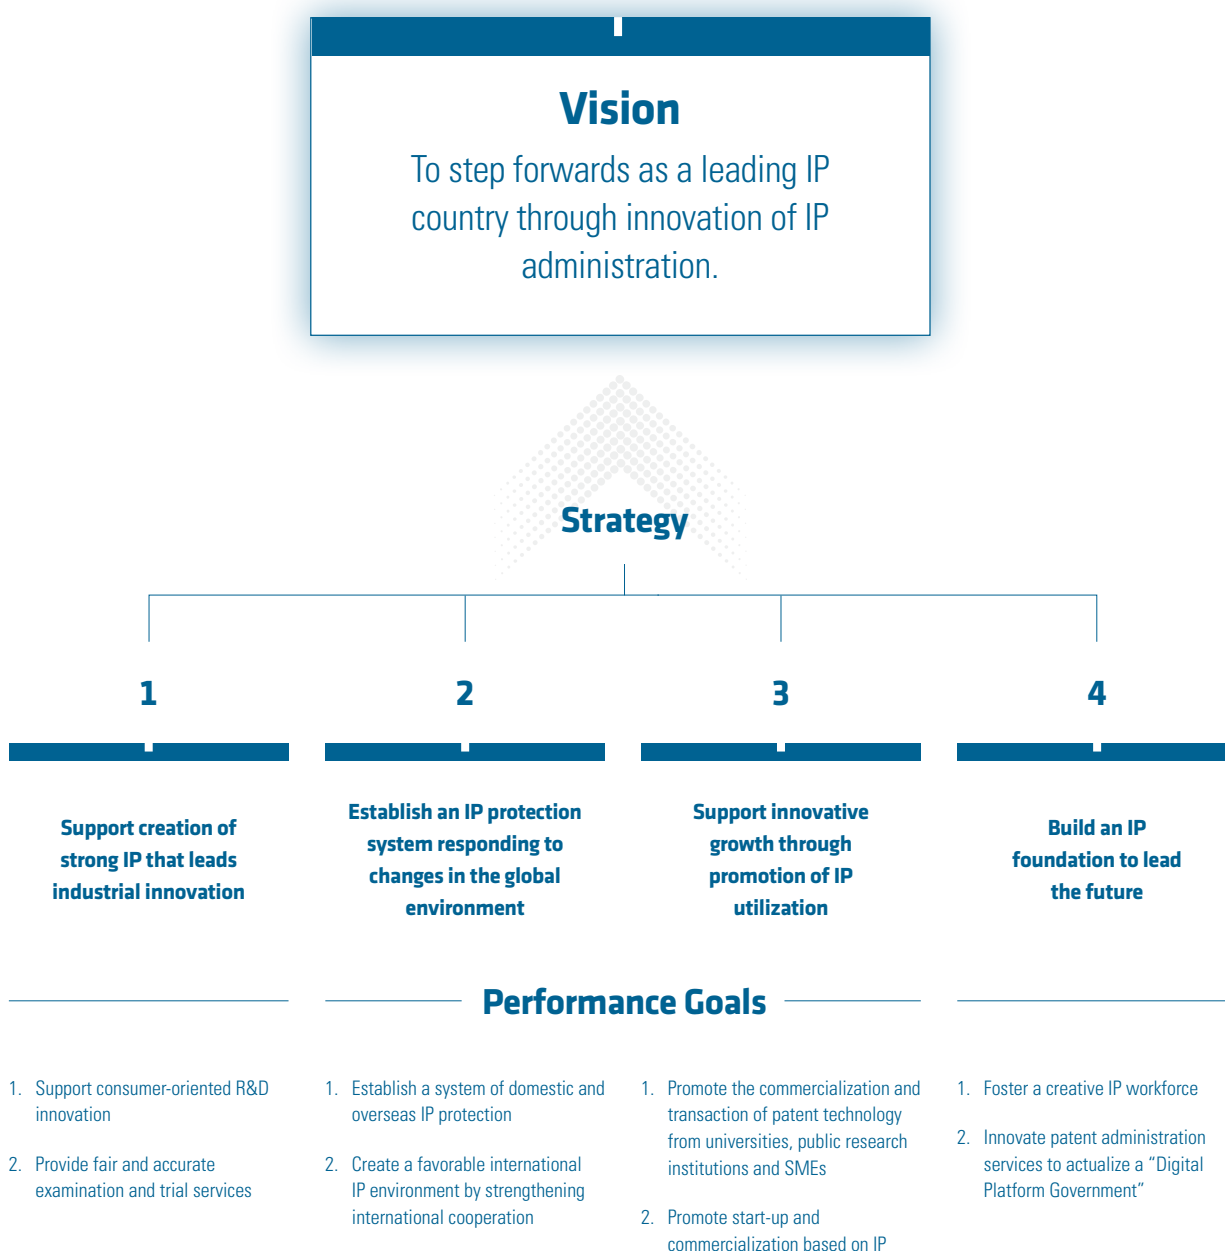 Vision
To step forwards as a leading IP
country through innovation of IP
administration.
Strategy
1
Support creation of
strong IP that leads
industrial innovation
2
Establish an IP protection
system responding to
changes in the global
environment
3
Support innovative
growth through
promotion of IP
utilization
4
Build an IP
foundation to lead
the future
Performance Goals
1. Support consumer-oriented R&D
innovation
2. Provide fair and accurate
examination and trial services
1. Establish a system of domestic and
overseas IP protection
2. Create a favorable international
IP environment by strengthening
international cooperation
1. Promote the commercialization and
transaction of patent technology
from universities, public research
institutions and SMEs
2. Promote start-up and
commercialization based on IP
1. Foster a creative IP workforce
2. Innovate patent administration
services to actualize a “Digital
Platform Government”